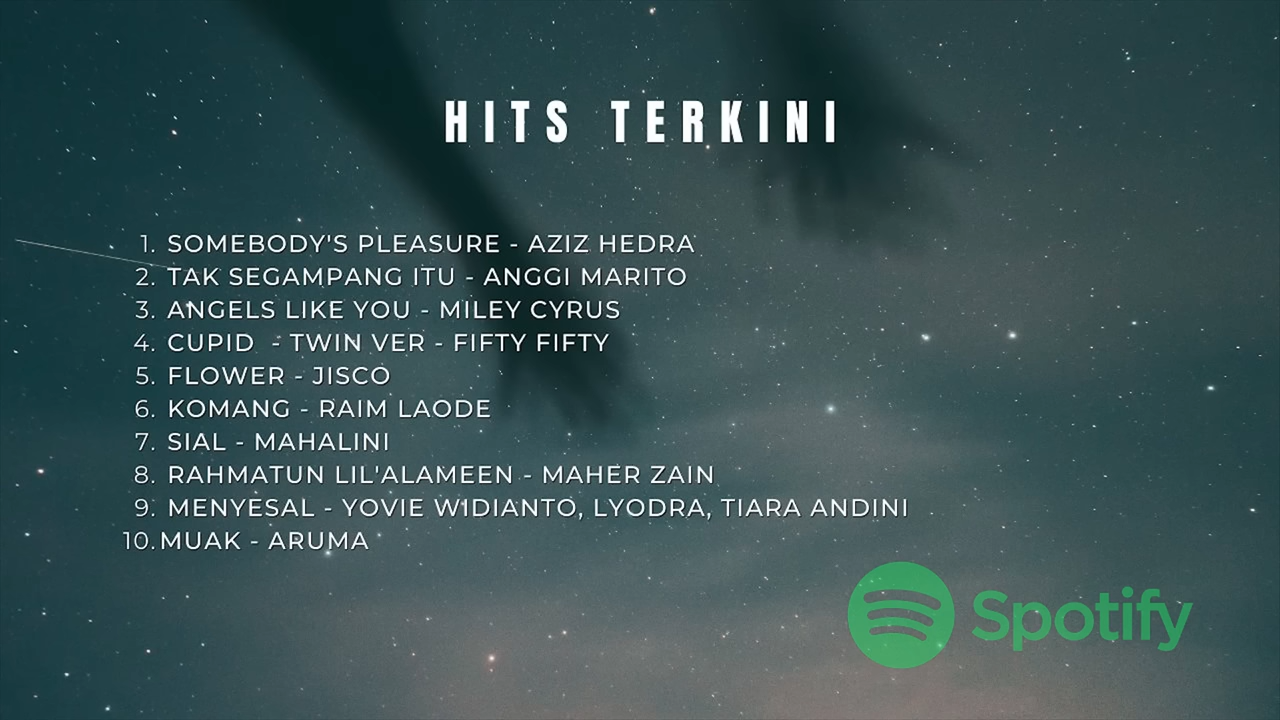 HITS TERKINI
1. SOMEBODY'S PLEASURE - AZIZ HEDRA
2. TAK SEGAMPANG ITU - ANGGI MARITO
3. ANGELS LIKE YOU - MILEY CYRUS
4. CUPID - TWIN VER - FIFTY FIFTY
5. FLOWER - JISCO
6. KOMANG - RAIM LAODE
7. SIAL - MAHALINI
8. RAHMATUN LIL'ALAMEEN - MAHER ZAIN
9. MENYESAL - YOVIE WIDIANTO, LYODRA, TIARA ANDINI
10. MUAK - ARUMA
Spotify